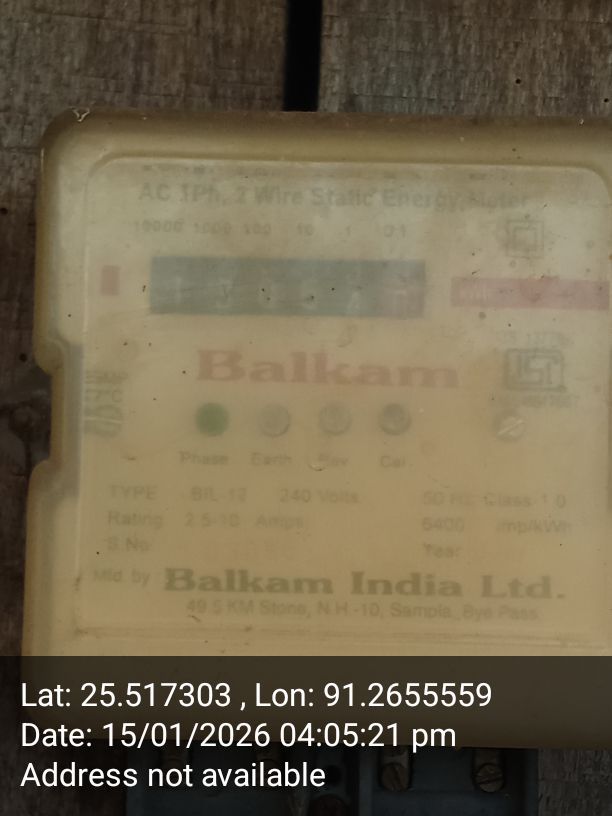 AC 1Ph, 2 Wire Static Energy Meter
10000 1000 100 10 1 0.1
kWh
Balkam
Phase Earth Rev Cal
TYPE BIL-12 240 Volts 50 Hz Class 1.0
Rating 2.5-10 Amps 6400 imp/kWh
S.No Year
Mfd. by Balkam India Ltd.
49.5 KM Stone, N.H -10, Sampla, Bye Pass
Lat: 25.517303 , Lon: 91.2655559
Date: 15/01/2026 04:05:21 pm
Address not available